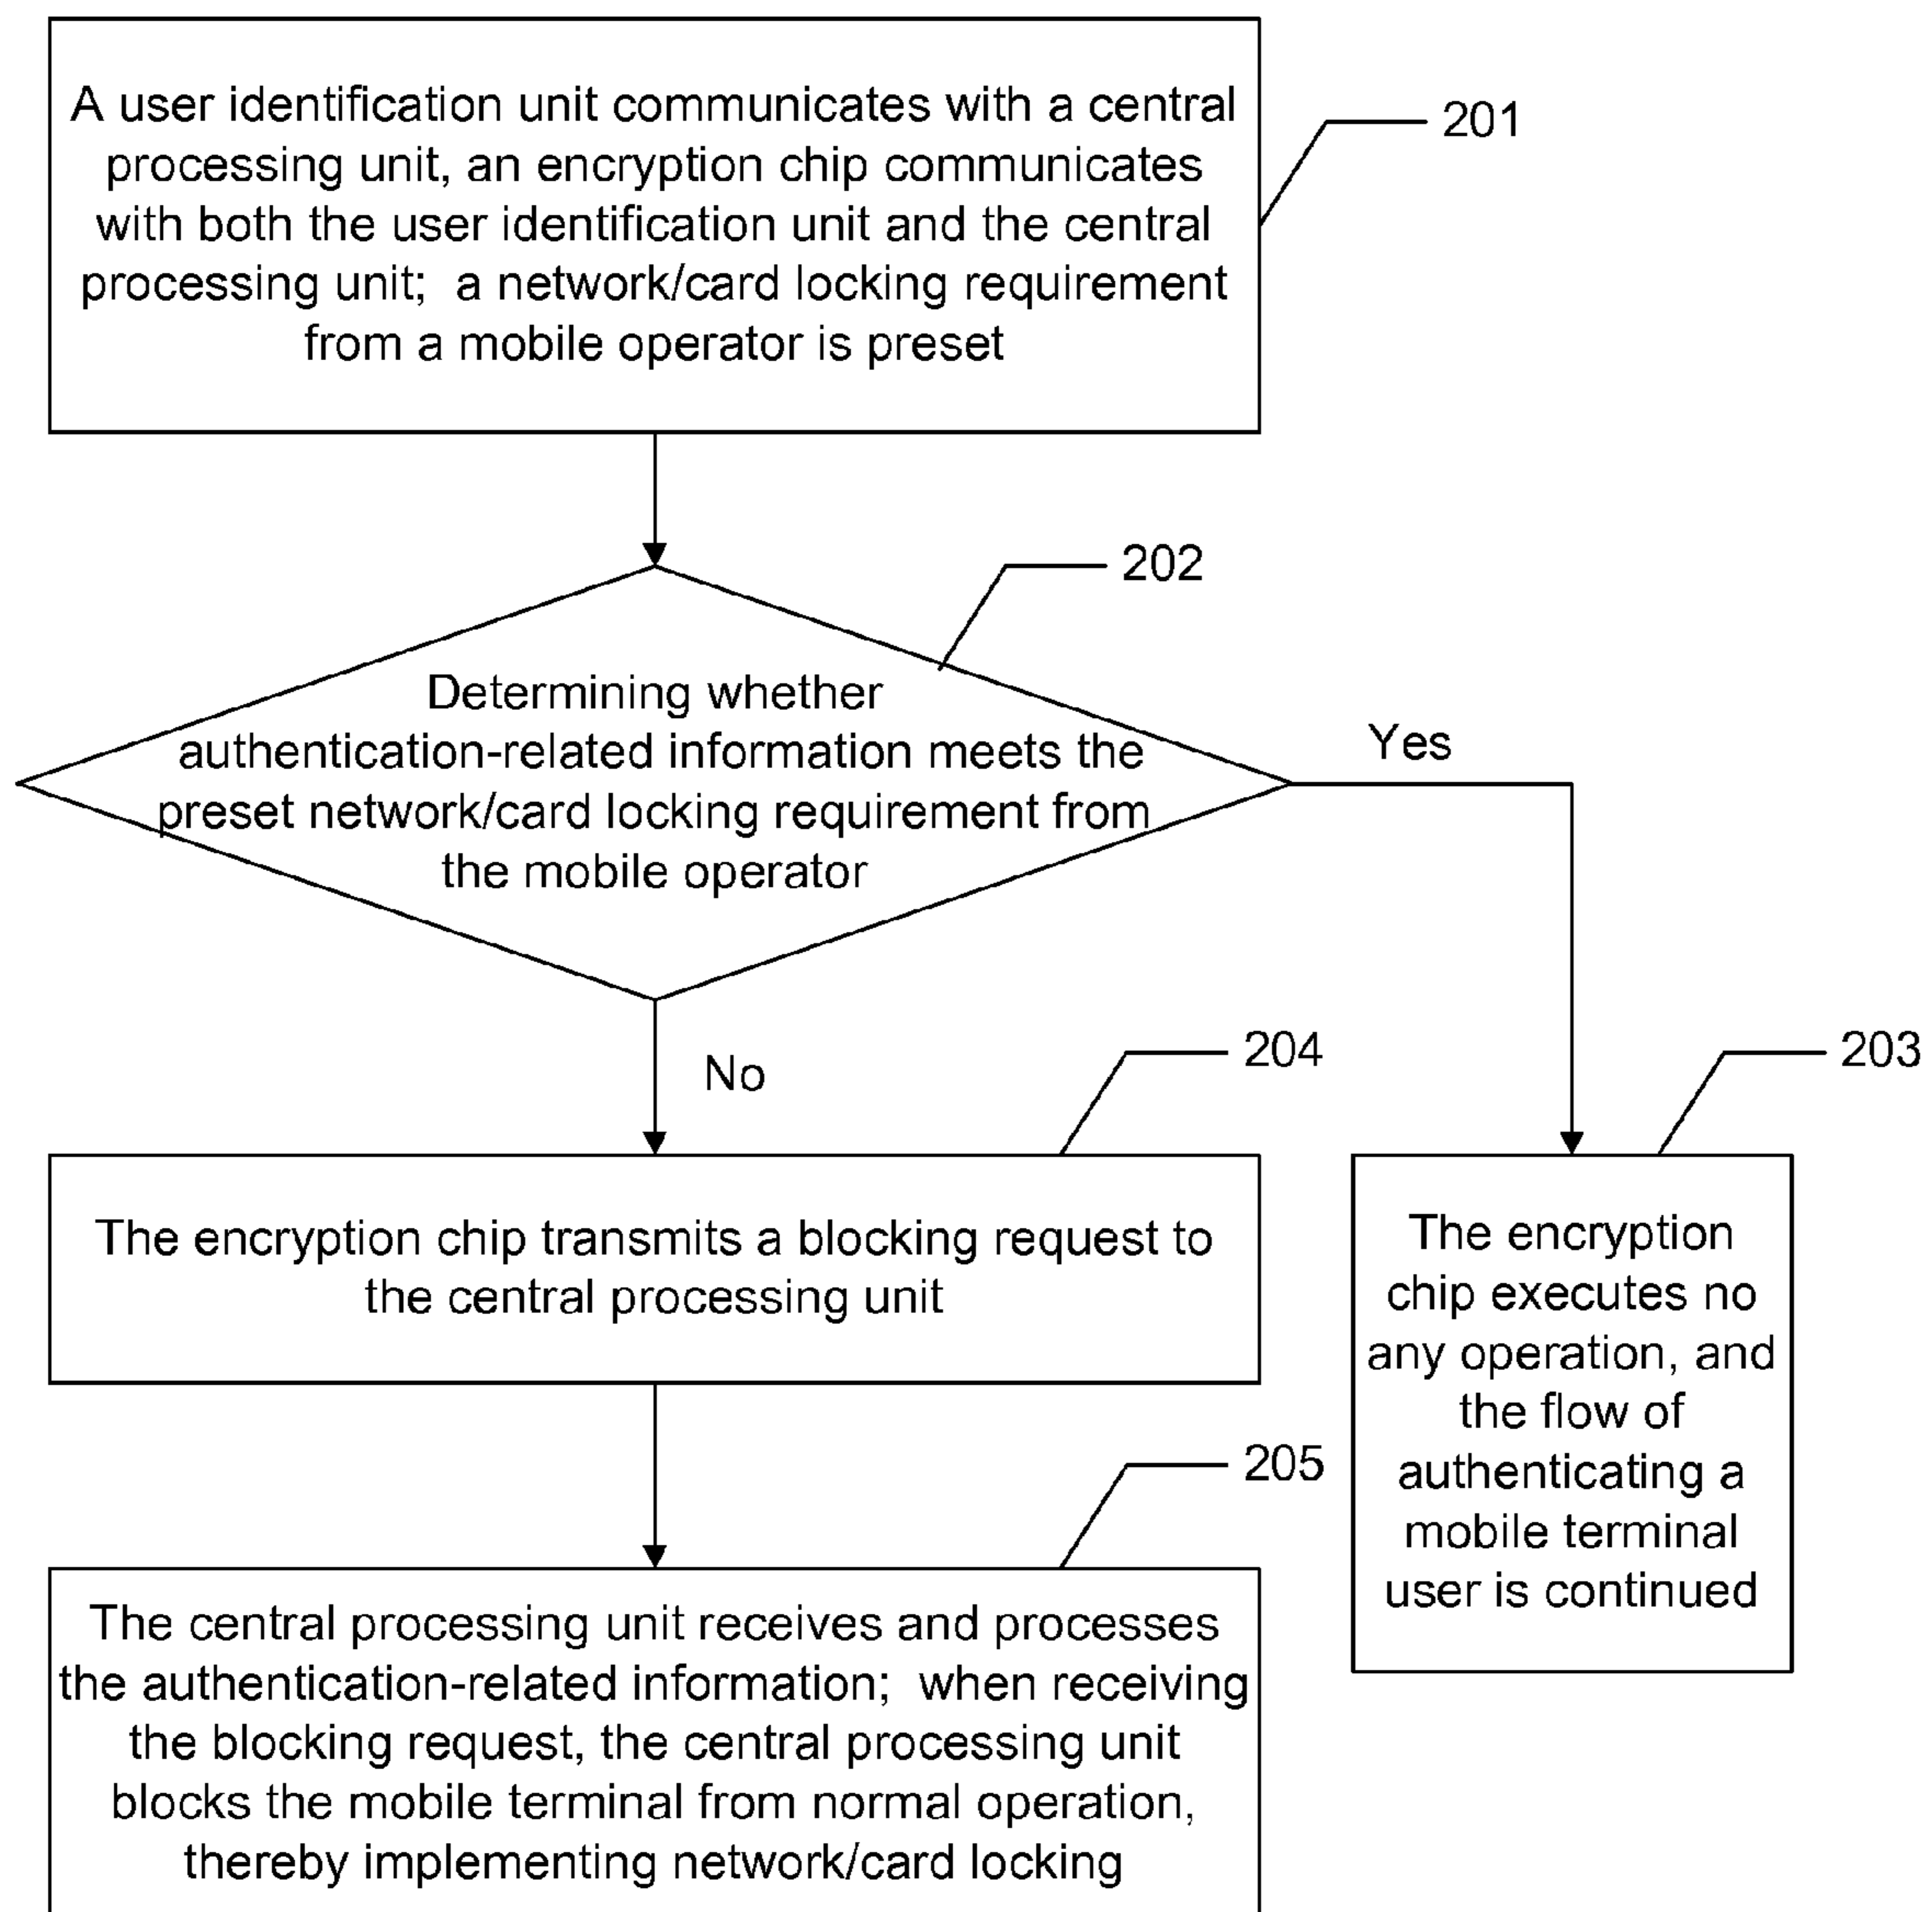 A user identification unit communicates with a central
processing unit, an encryption chip communicates
with both the user identification unit and the central
processing unit;  a network/card locking requirement
from a mobile operator is preset
201
202
Determining whether
authentication-related information meets the
preset network/card locking requirement from
the mobile operator
Yes
No
204
203
The encryption chip transmits a blocking request to
the central processing unit
The encryption
chip executes no
any operation, and
the flow of
authenticating a
mobile terminal
user is continued
205
The central processing unit receives and processes
the authentication-related information;  when receiving
the blocking request, the central processing unit
blocks the mobile terminal from normal operation,
thereby implementing network/card locking